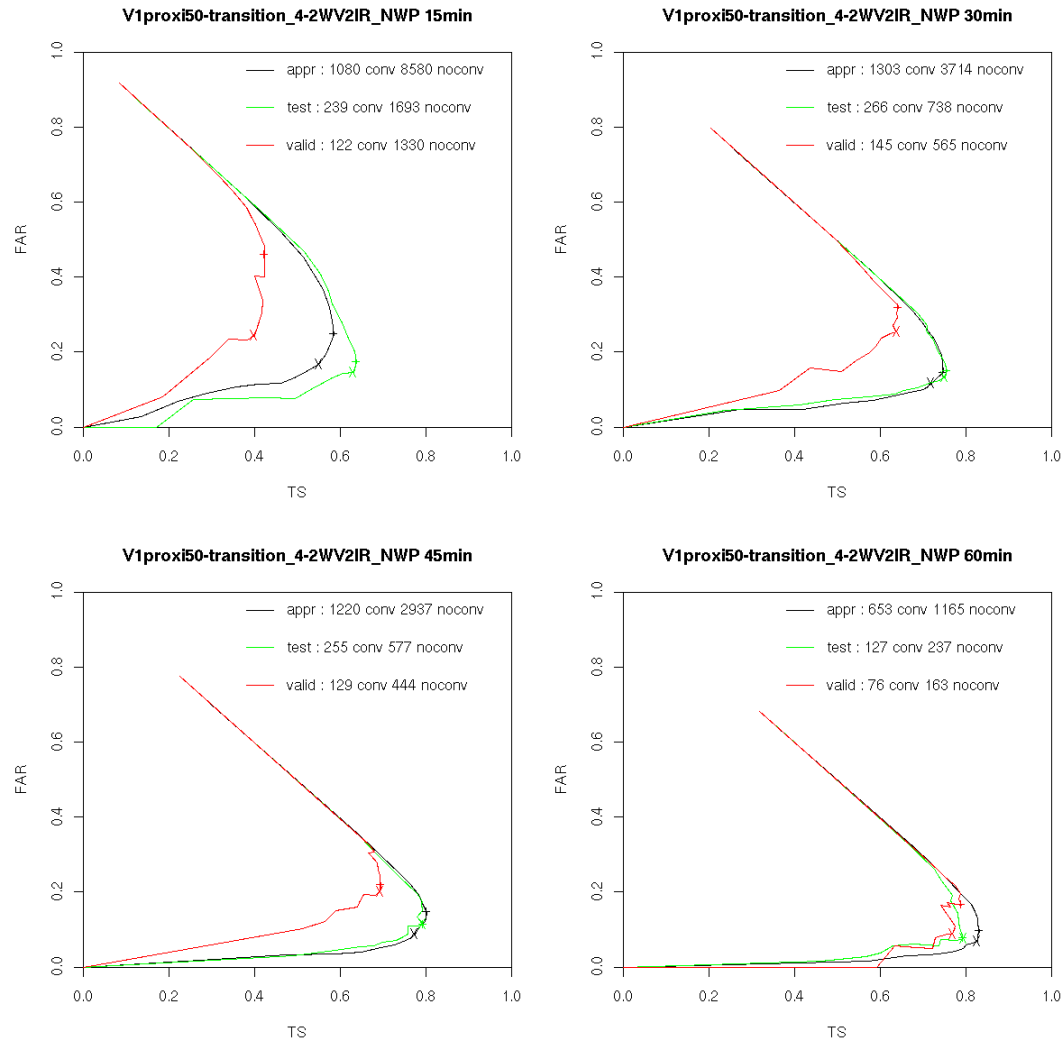 V1proxi50-transition_4-2WV2IR_NWP 15min
appr : 1080 conv 8580 noconv
test : 239 conv 1693 noconv
valid : 122 conv 1330 noconv
FAR
0.0 0.2 0.4 0.6 0.8 1.0
0.0 0.2 0.4 0.6 0.8 1.0
TS
V1proxi50-transition_4-2WV2IR_NWP 30min
appr : 1303 conv 3714 noconv
test : 266 conv 738 noconv
valid : 145 conv 565 noconv
FAR
0.0 0.2 0.4 0.6 0.8 1.0
0.0 0.2 0.4 0.6 0.8 1.0
TS
V1proxi50-transition_4-2WV2IR_NWP 45min
appr : 1220 conv 2937 noconv
test : 255 conv 577 noconv
valid : 129 conv 444 noconv
FAR
0.0 0.2 0.4 0.6 0.8 1.0
0.0 0.2 0.4 0.6 0.8 1.0
TS
V1proxi50-transition_4-2WV2IR_NWP 60min
appr : 653 conv 1165 noconv
test : 127 conv 237 noconv
valid : 76 conv 163 noconv
FAR
0.0 0.2 0.4 0.6 0.8 1.0
0.0 0.2 0.4 0.6 0.8 1.0
TS